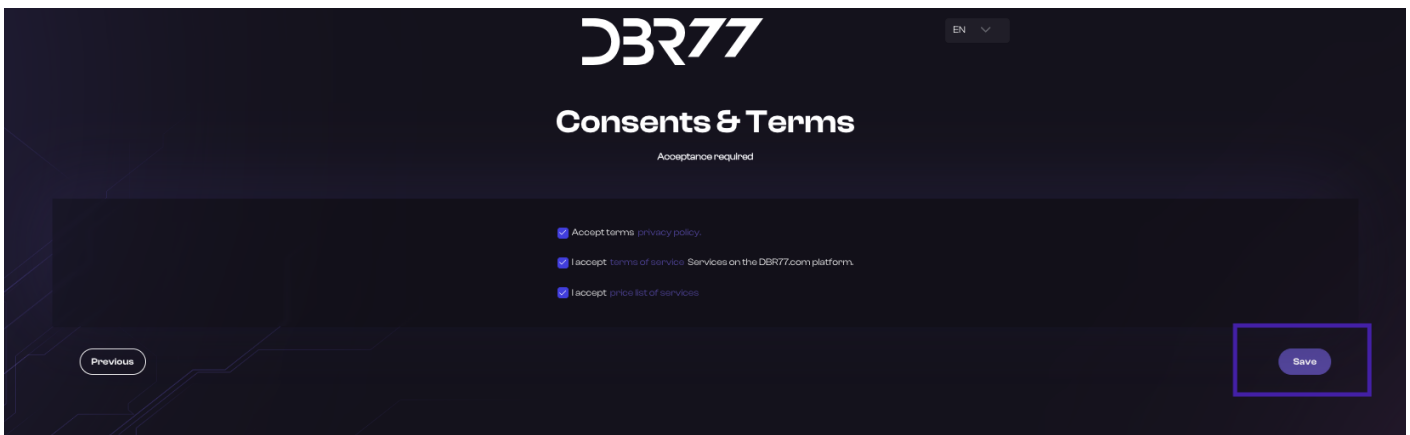 DBR77
EN
Consents & Terms
Acceptance required
Accept terms privacy policy.
I accept terms of service Services on the DBR77.com platform.
I accept price list of services
Previous
Save